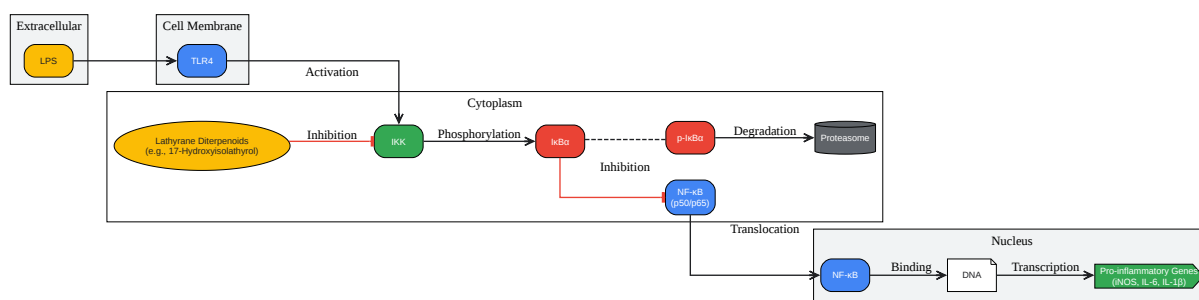 Extracellular
LPS
Cell Membrane
TLR4
Activation
Cytoplasm
Lathyrane Diterpenoids
(e.g., 17-Hydroxyisolathyrol)
Inhibition
IKK
Phosphorylation
IκBα
p-IκBα
Degradation
Proteasome
Inhibition
NF-κB
(p50/p65)
Translocation
Nucleus
NF-κB
Binding
DNA
Transcription
Pro-inflammatory Genes
(iNOS, IL-6, IL-1β)